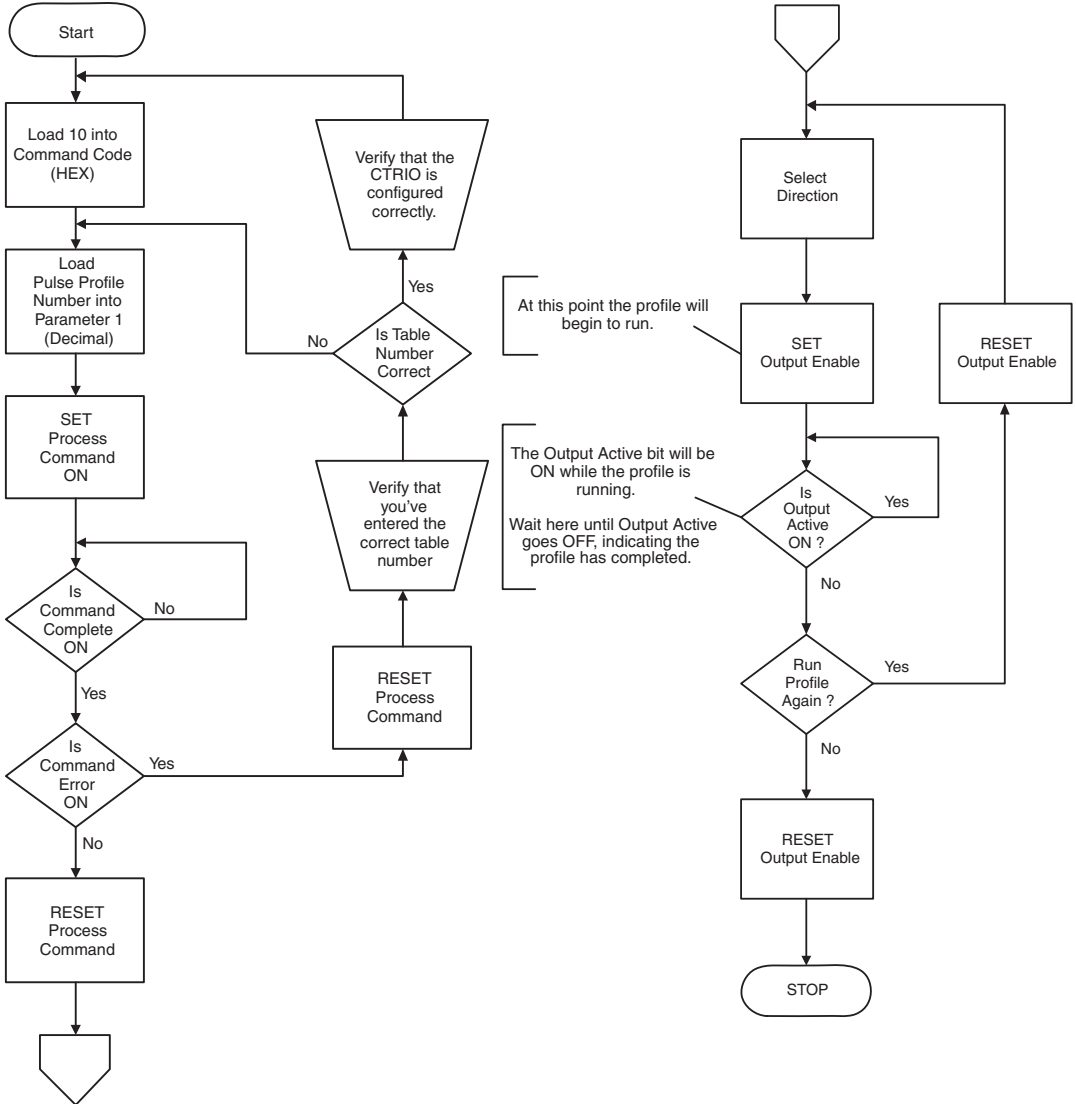 Start
Load 10 into
Command Code
(HEX)
Load
Pulse Profile
Number into
Parameter 1
(Decimal)
SET
Process
Command
ON
Is
Command
Complete
ON
No
Yes
Is
Command
Error
ON
Yes
No
RESET
Process
Command
Verify that the
CTRIO is
configured
correctly.
Yes
Is Table
Number
Correct
No
Verify that
you've
entered the
correct table
number
RESET
Process
Command
Select
Direction
At this point the profile will
begin to run.
SET
Output Enable
RESET
Output Enable
The Output Active bit will be
ON while the profile is
running.
Wait here until Output Active
goes OFF, indicating the
profile has completed.
Is
Output
Active
ON ?
Yes
No
Run
Profile
Again ?
Yes
No
RESET
Output Enable
STOP